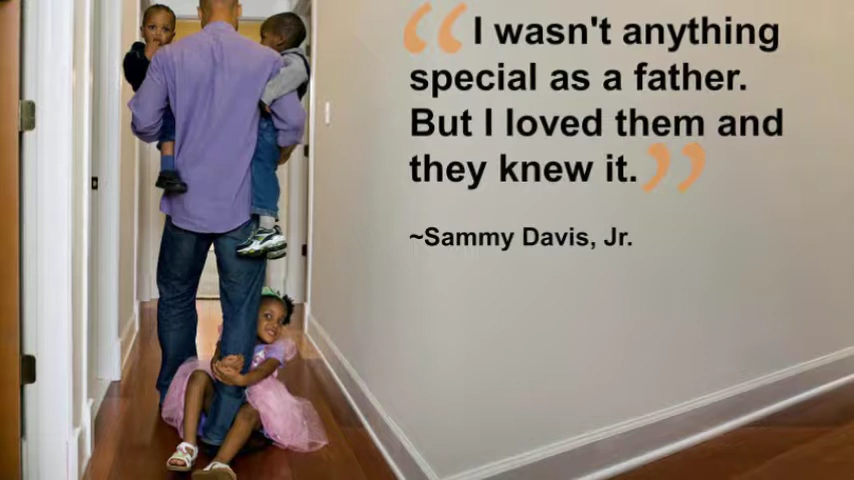 “I wasn't anything
special as a father.
But I loved them and
they knew it.”
~Sammy Davis, Jr.